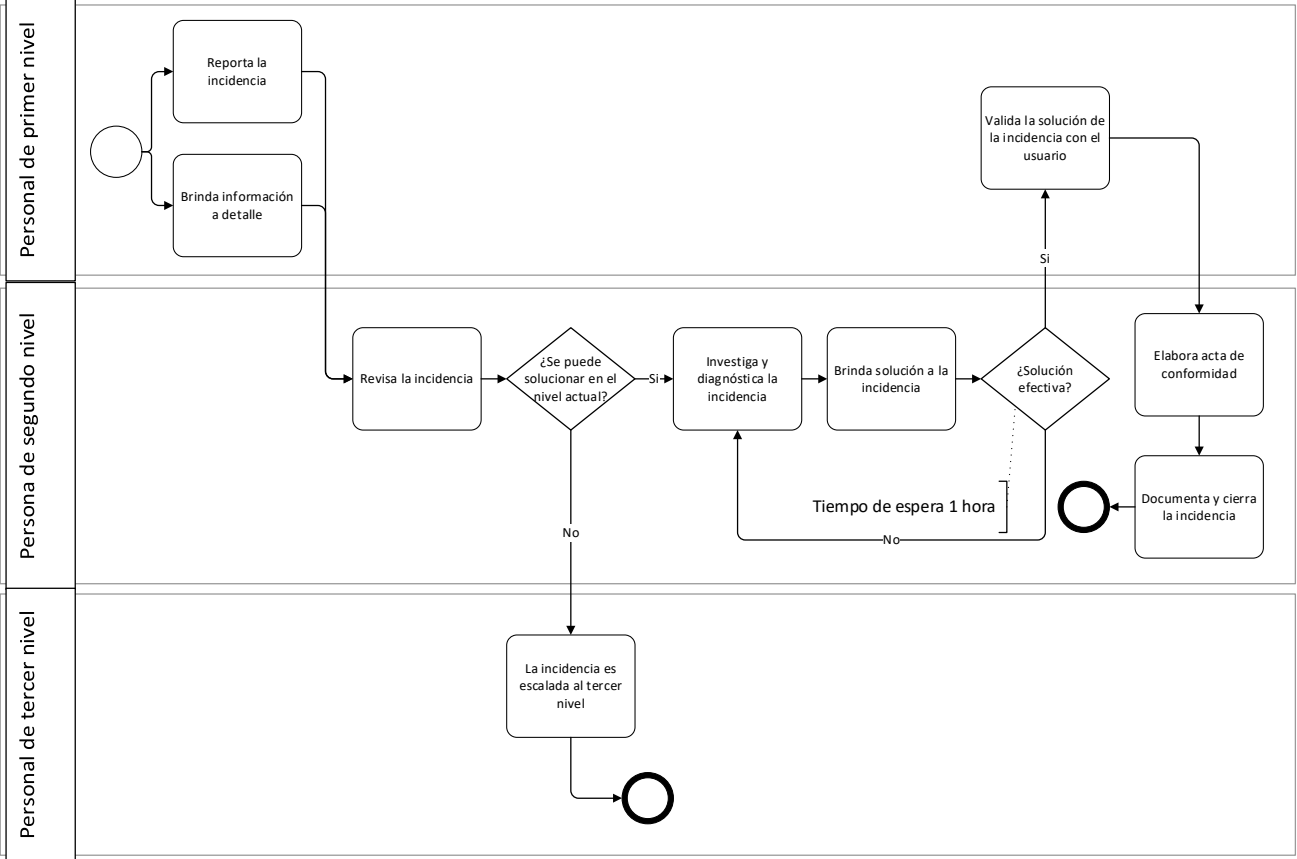 Personal de primer nivel
Reporta la
incidencia
Brinda información
a detalle
Valida la solución de
la incidencia con el
usuario
Si
Persona de segundo nivel
Revisa la incidencia
¿Se puede
solucionar en el
nivel actual?
Si
Investiga y
diagnóstica la
incidencia
Brinda solución a la
incidencia
¿Solución
efectiva?
Elabora acta de
conformidad
Tiempo de espera 1 hora
Documenta y cierra
la incidencia
No
No
Personal de tercer nivel
La incidencia es
escalada al tercer
nivel